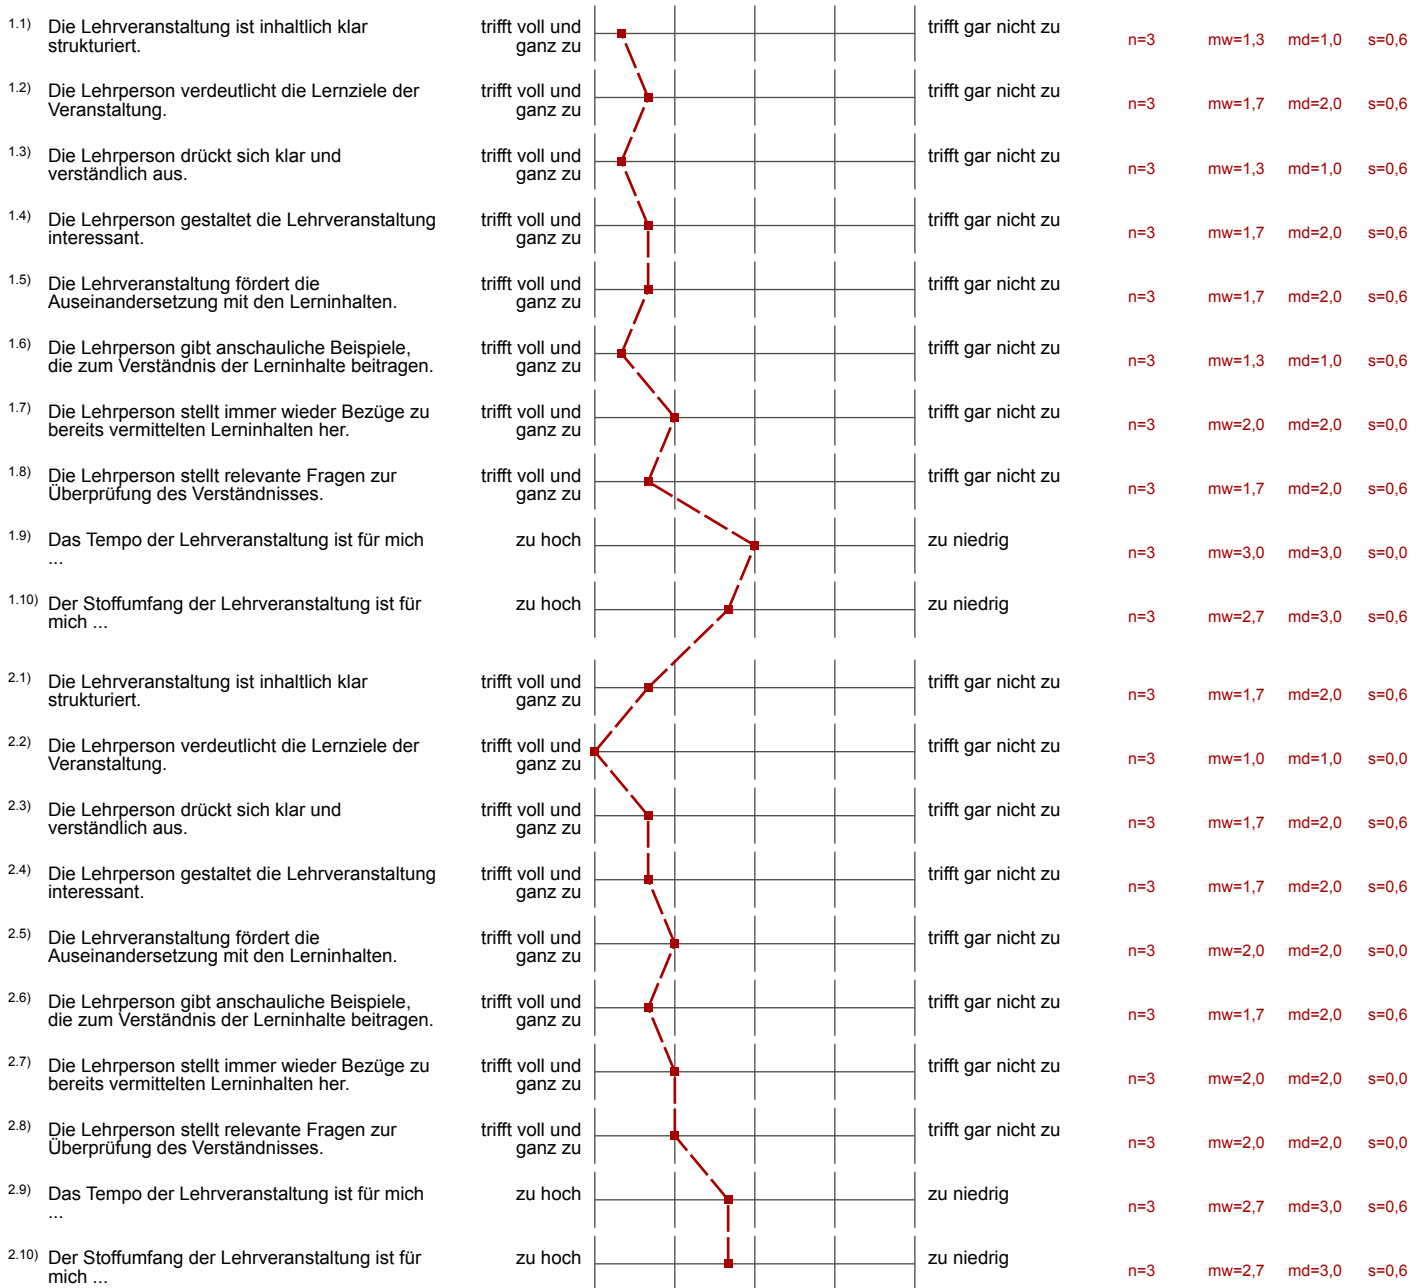 1.1) Die Lehrveranstaltung ist inhaltlich klar trifft voll und trifft gar nicht zu
strukturiert. ganz zu n=3 mw=1,3 md=1,0 s=0,6
1.2) Die Lehrperson verdeutlicht die Lernziele der trifft voll und trifft gar nicht zu
Veranstaltung. ganz zu n=3 mw=1,7 md=2,0 s=0,6
1.3) Die Lehrperson drückt sich klar und trifft voll und trifft gar nicht zu
verständlich aus. ganz zu n=3 mw=1,3 md=1,0 s=0,6
1.4) Die Lehrperson gestaltet die Lehrveranstaltung trifft voll und trifft gar nicht zu
interessant. ganz zu n=3 mw=1,7 md=2,0 s=0,6
1.5) Die Lehrveranstaltung fördert die trifft voll und trifft gar nicht zu
Auseinandersetzung mit den Lerninhalten. ganz zu n=3 mw=1,7 md=2,0 s=0,6
1.6) Die Lehrperson gibt anschauliche Beispiele, trifft voll und trifft gar nicht zu
die zum Verständnis der Lerninhalte beitragen. ganz zu n=3 mw=1,3 md=1,0 s=0,6
1.7) Die Lehrperson stellt immer wieder Bezüge zu trifft voll und trifft gar nicht zu
bereits vermittelten Lerninhalten her. ganz zu n=3 mw=2,0 md=2,0 s=0,0
1.8) Die Lehrperson stellt relevante Fragen zur trifft voll und trifft gar nicht zu
Überprüfung des Verständnisses. ganz zu n=3 mw=1,7 md=2,0 s=0,6
1.9) Das Tempo der Lehrveranstaltung ist für mich zu hoch zu niedrig
... n=3 mw=3,0 md=3,0 s=0,0
1.10) Der Stoffumfang der Lehrveranstaltung ist für zu hoch zu niedrig
mich ... n=3 mw=2,7 md=3,0 s=0,6
2.1) Die Lehrveranstaltung ist inhaltlich klar trifft voll und trifft gar nicht zu
strukturiert. ganz zu n=3 mw=1,7 md=2,0 s=0,6
2.2) Die Lehrperson verdeutlicht die Lernziele der trifft voll und trifft gar nicht zu
Veranstaltung. ganz zu n=3 mw=1,0 md=1,0 s=0,0
2.3) Die Lehrperson drückt sich klar und trifft voll und trifft gar nicht zu
verständlich aus. ganz zu n=3 mw=1,7 md=2,0 s=0,6
2.4) Die Lehrperson gestaltet die Lehrveranstaltung trifft voll und trifft gar nicht zu
interessant. ganz zu n=3 mw=1,7 md=2,0 s=0,6
2.5) Die Lehrveranstaltung fördert die trifft voll und trifft gar nicht zu
Auseinandersetzung mit den Lerninhalten. ganz zu n=3 mw=2,0 md=2,0 s=0,0
2.6) Die Lehrperson gibt anschauliche Beispiele, trifft voll und trifft gar nicht zu
die zum Verständnis der Lerninhalte beitragen. ganz zu n=3 mw=1,7 md=2,0 s=0,6
2.7) Die Lehrperson stellt immer wieder Bezüge zu trifft voll und trifft gar nicht zu
bereits vermittelten Lerninhalten her. ganz zu n=3 mw=2,0 md=2,0 s=0,0
2.8) Die Lehrperson stellt relevante Fragen zur trifft voll und trifft gar nicht zu
Überprüfung des Verständnisses. ganz zu n=3 mw=2,0 md=2,0 s=0,0
2.9) Das Tempo der Lehrveranstaltung ist für mich zu hoch zu niedrig
... n=3 mw=2,7 md=3,0 s=0,6
2.10) Der Stoffumfang der Lehrveranstaltung ist für zu hoch zu niedrig
mich ... n=3 mw=2,7 md=3,0 s=0,6